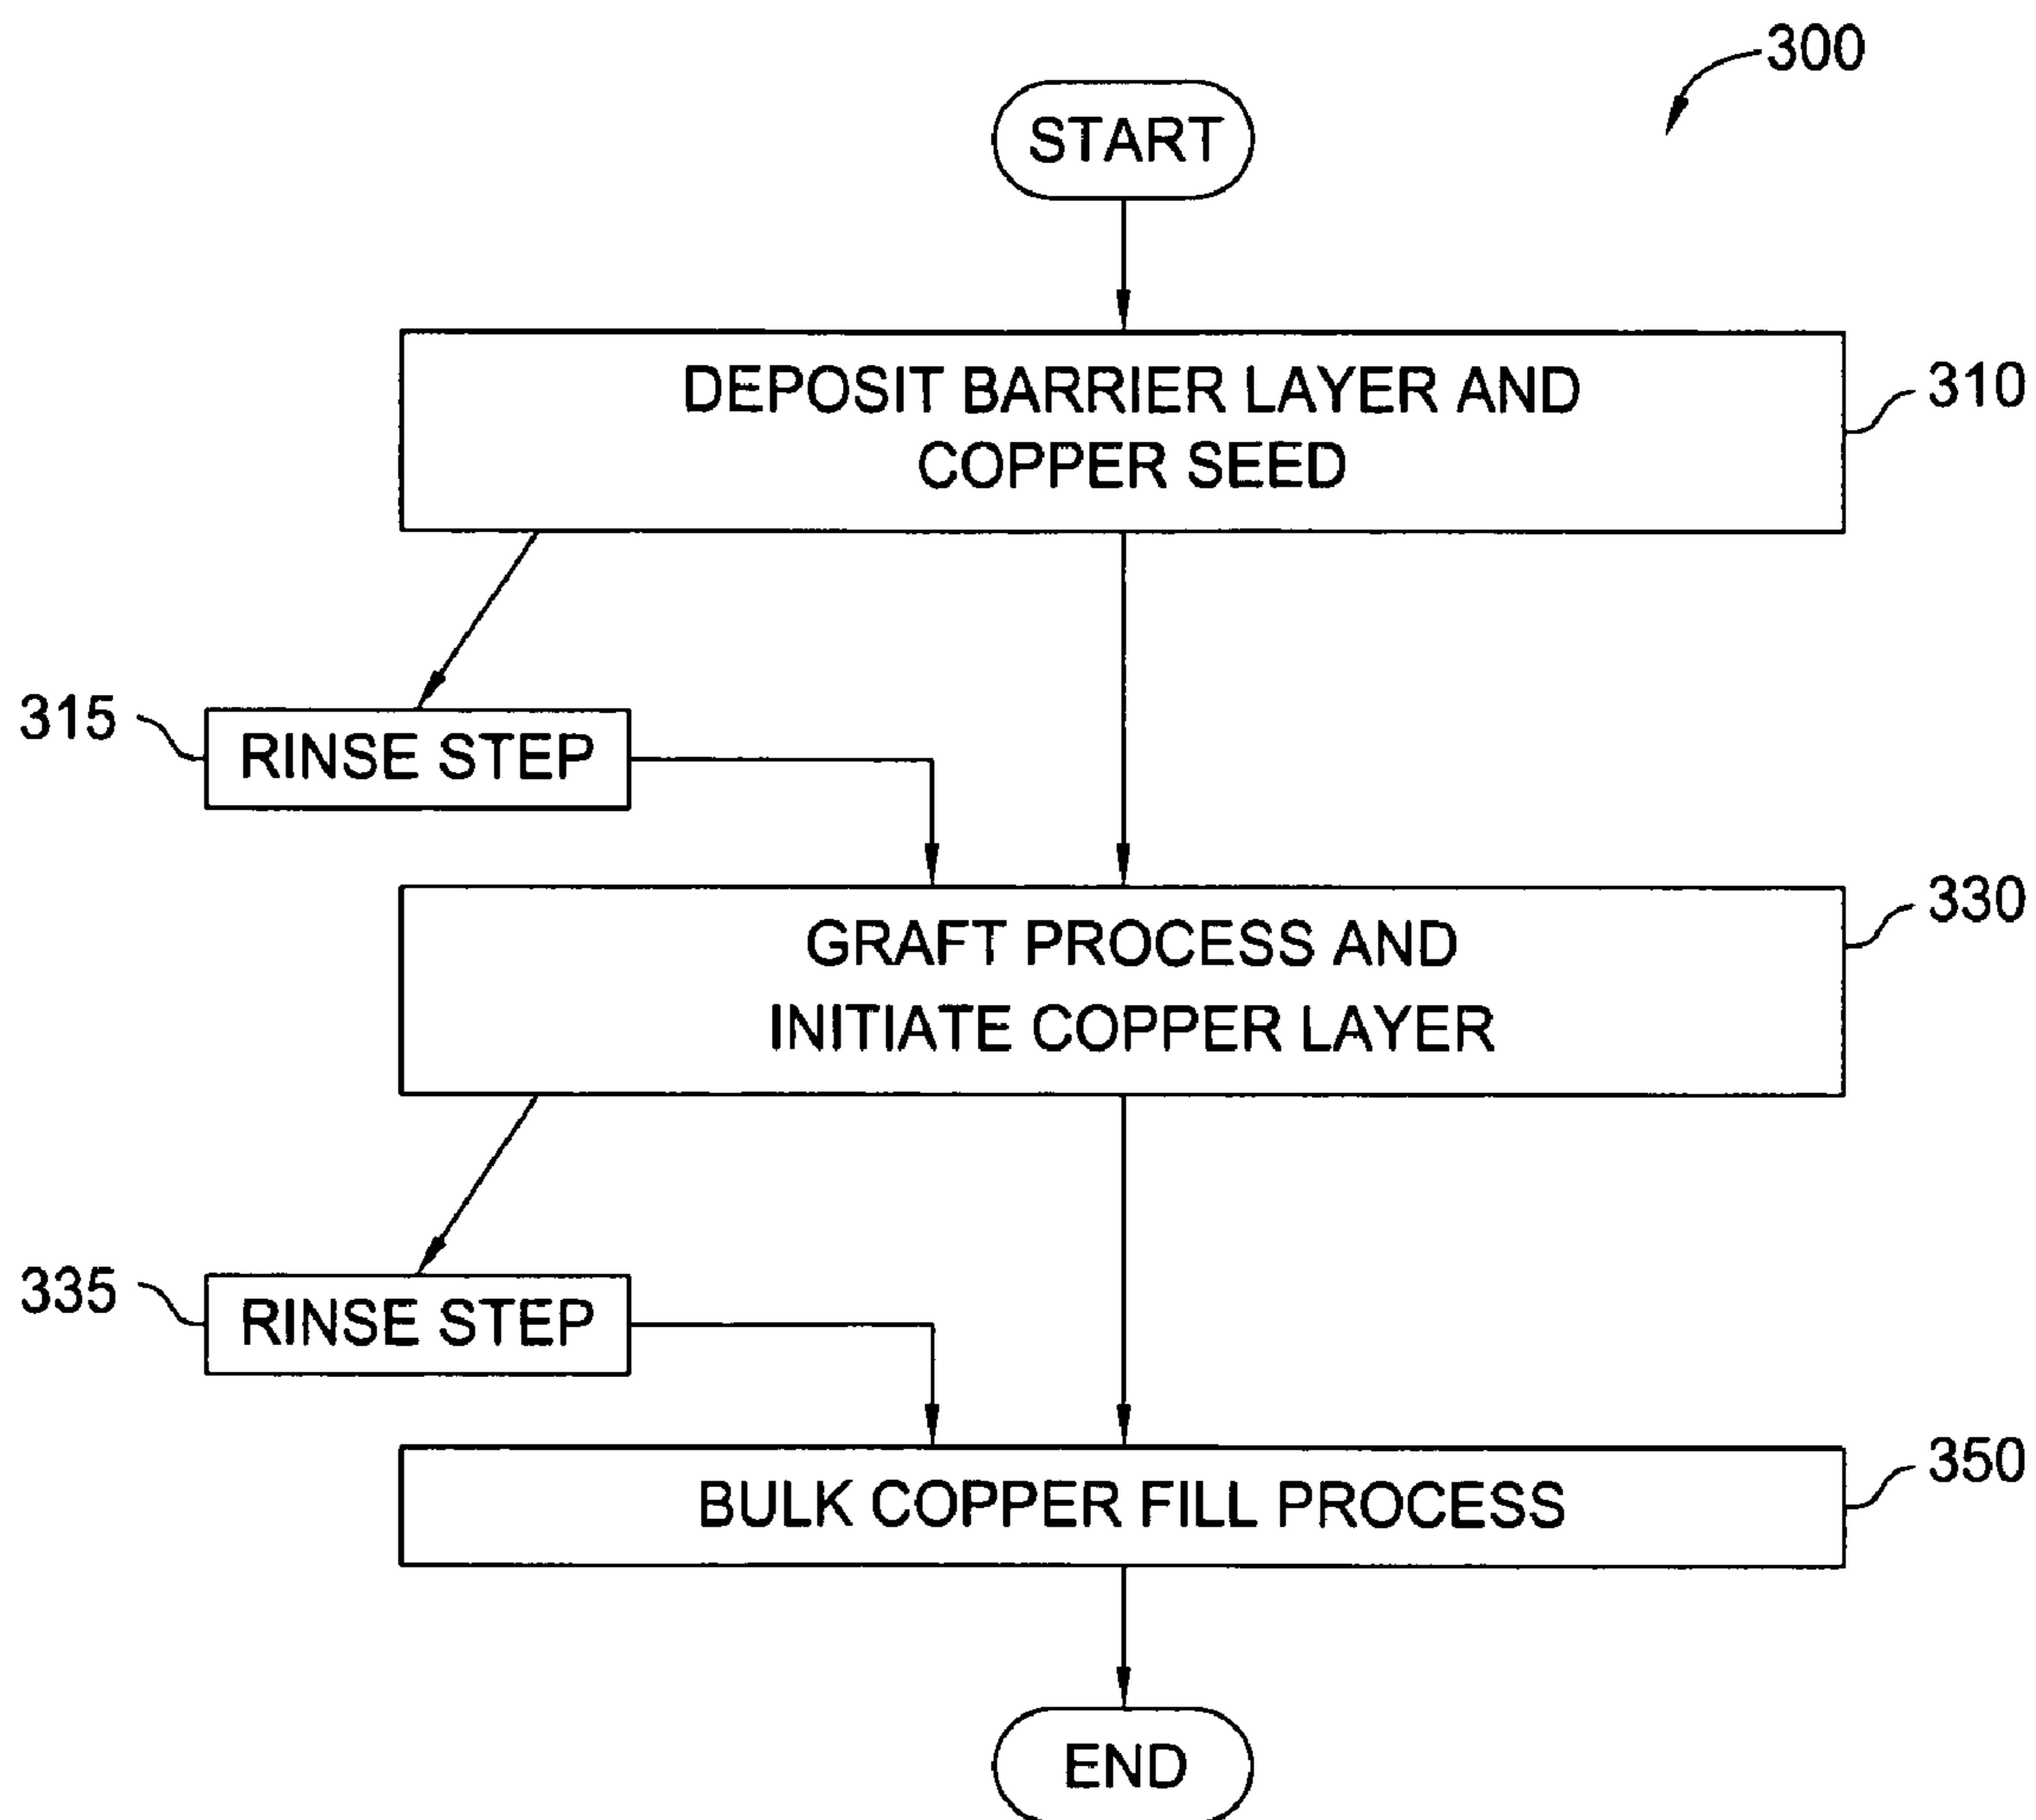 300
START
DEPOSIT BARRIER LAYER AND
COPPER SEED
310
315
RINSE STEP
GRAFT PROCESS AND
INITIATE COPPER LAYER
330
335
RINSE STEP
BULK COPPER FILL PROCESS
350
END